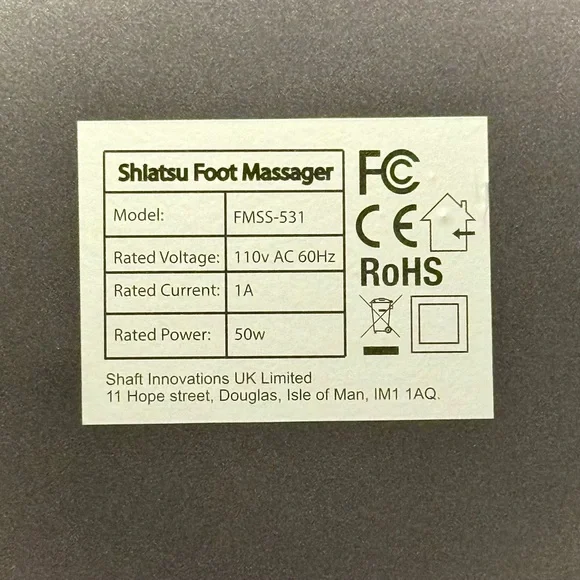 Shiatsu Foot Massager
Model: FMSS-531
Rated Voltage: 110v AC 60Hz
Rated Current: 1A
Rated Power: 50w
FC
CE
RoHS
Shaft Innovations UK Limited
11 Hope street, Douglas, Isle of Man, IM1 1AQ.